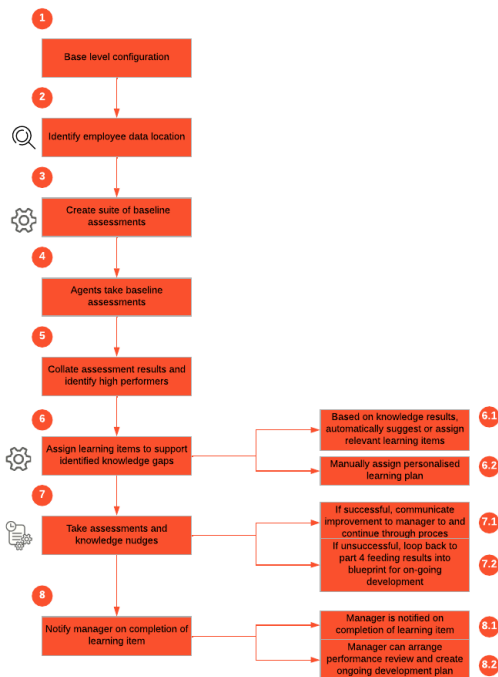 1
Base level configuration
2
Identify employee data location
3
Create suite of baseline
assessments
4
Agents take baseline
assessments
5
Collate assessment results and
identify high performers
6
Assign learning items to support
identified knowledge gaps
Based on knowledge results,
automatically suggest or assign
relevant learning items
6.1
Manually assign personalised
learning plan
6.2
7
Take assessments and
knowledge nudges
If successful, communicate
improvement to manager to and
continue through proces
7.1
If unsuccessful, loop back to
part 4 feeding results into
blueprint for on-going
development
7.2
8
Notify manager on completion of
learning item
Manager is notified on
completion of learning item
8.1
Manager can arrange
performance review and create
ongoing development plan
8.2